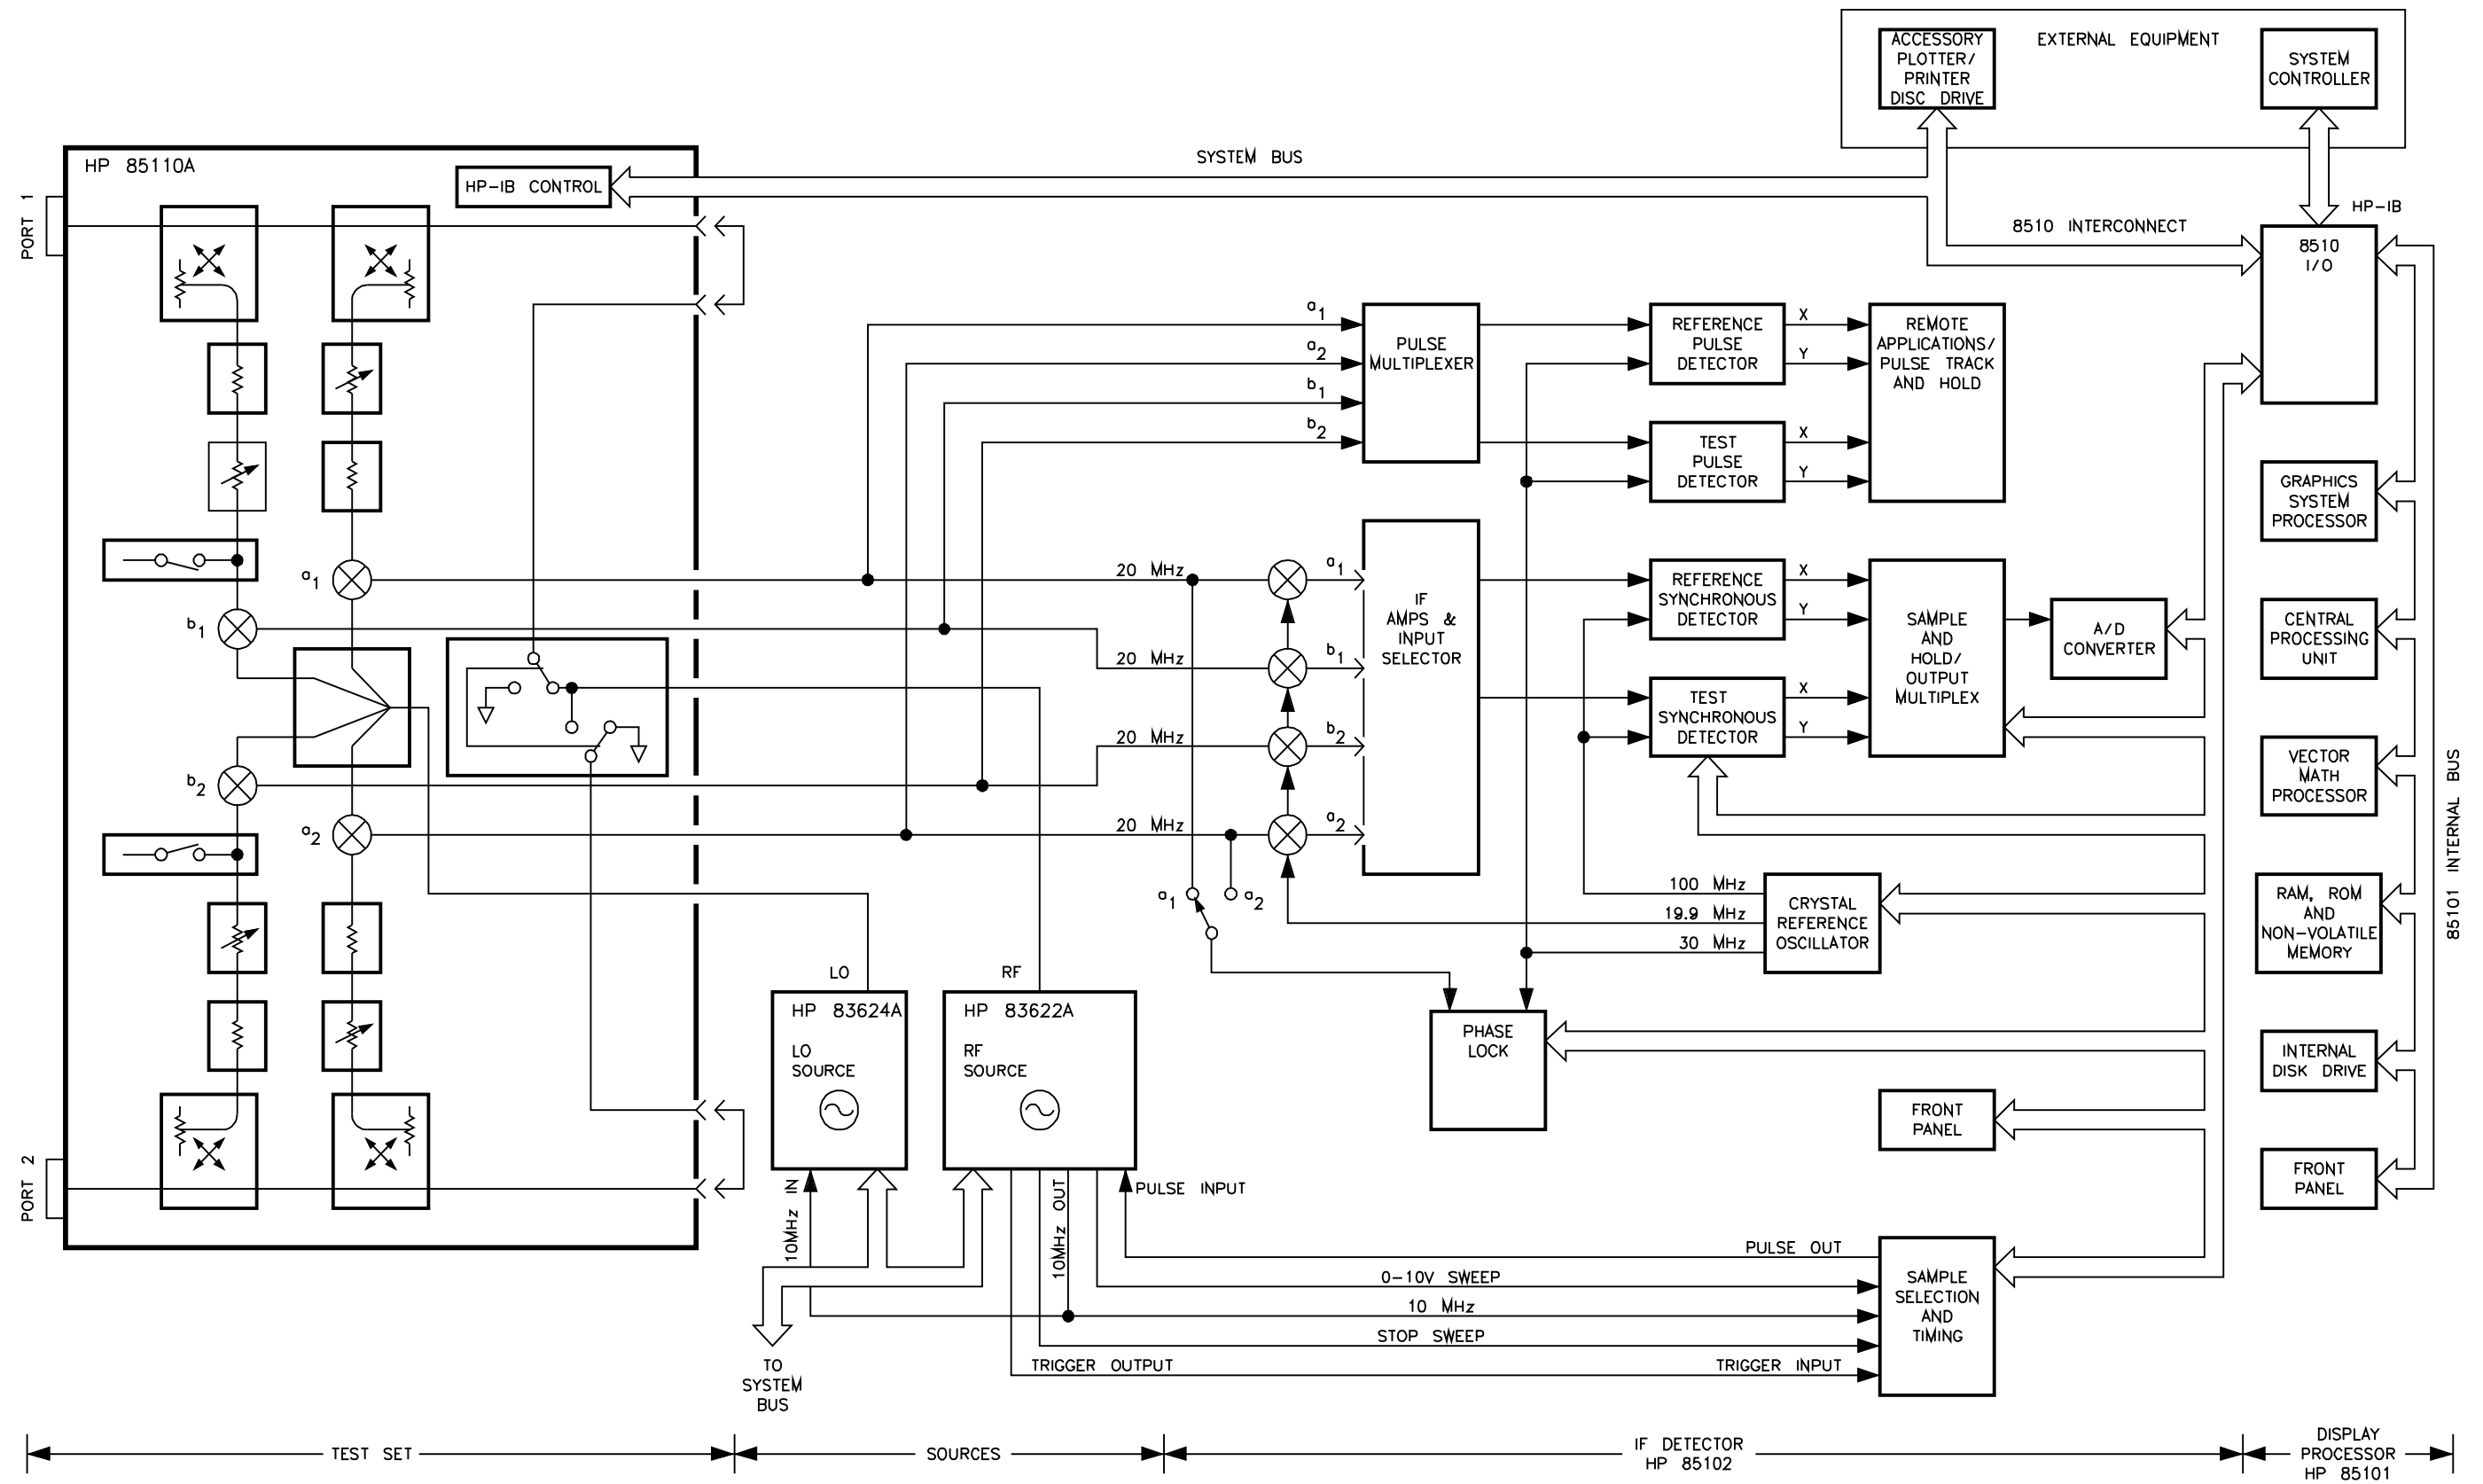 ACCESSORY
PLOTTER/
PRINTER
DISC DRIVE
EXTERNAL EQUIPMENT
SYSTEM
CONTROLLER
SYSTEM BUS
HP 85110A
HP-IB CONTROL
HP-IB
8510 INTERCONNECT
8510
I/O
PORT 1
a1
a2
b1
b2
PULSE
MULTIPLEXER
REFERENCE
PULSE
DETECTOR
X
Y
REMOTE
APPLICATIONS/
PULSE TRACK
AND HOLD
TEST
PULSE
DETECTOR
X
Y
GRAPHICS
SYSTEM
PROCESSOR
a1
b1
20 MHz
a1
20 MHz
b1
20 MHz
b2
20 MHz
a2
IF
AMPS &
INPUT
SELECTOR
REFERENCE
SYNCHRONOUS
DETECTOR
X
Y
SAMPLE
AND
HOLD/
OUTPUT
MULTIPLEX
A/D
CONVERTER
CENTRAL
PROCESSING
UNIT
TEST
SYNCHRONOUS
DETECTOR
X
Y
VECTOR
MATH
PROCESSOR
85101 INTERNAL BUS
b2
a2
a1
a2
100 MHz
19.9 MHz
30 MHz
CRYSTAL
REFERENCE
OSCILLATOR
RAM, ROM
AND
NON-VOLATILE
MEMORY
LO
RF
HP 83624A
LO
SOURCE
HP 83622A
RF
SOURCE
PHASE
LOCK
INTERNAL
DISK DRIVE
FRONT
PANEL
FRONT
PANEL
PORT 2
10MHz IN
10MHz OUT
PULSE INPUT
PULSE OUT
0-10V SWEEP
10 MHz
STOP SWEEP
TRIGGER OUTPUT
TRIGGER INPUT
SAMPLE
SELECTION
AND
TIMING
TO
SYSTEM
BUS
TEST SET
SOURCES
IF DETECTOR
HP 85102
DISPLAY
PROCESSOR
HP 85101